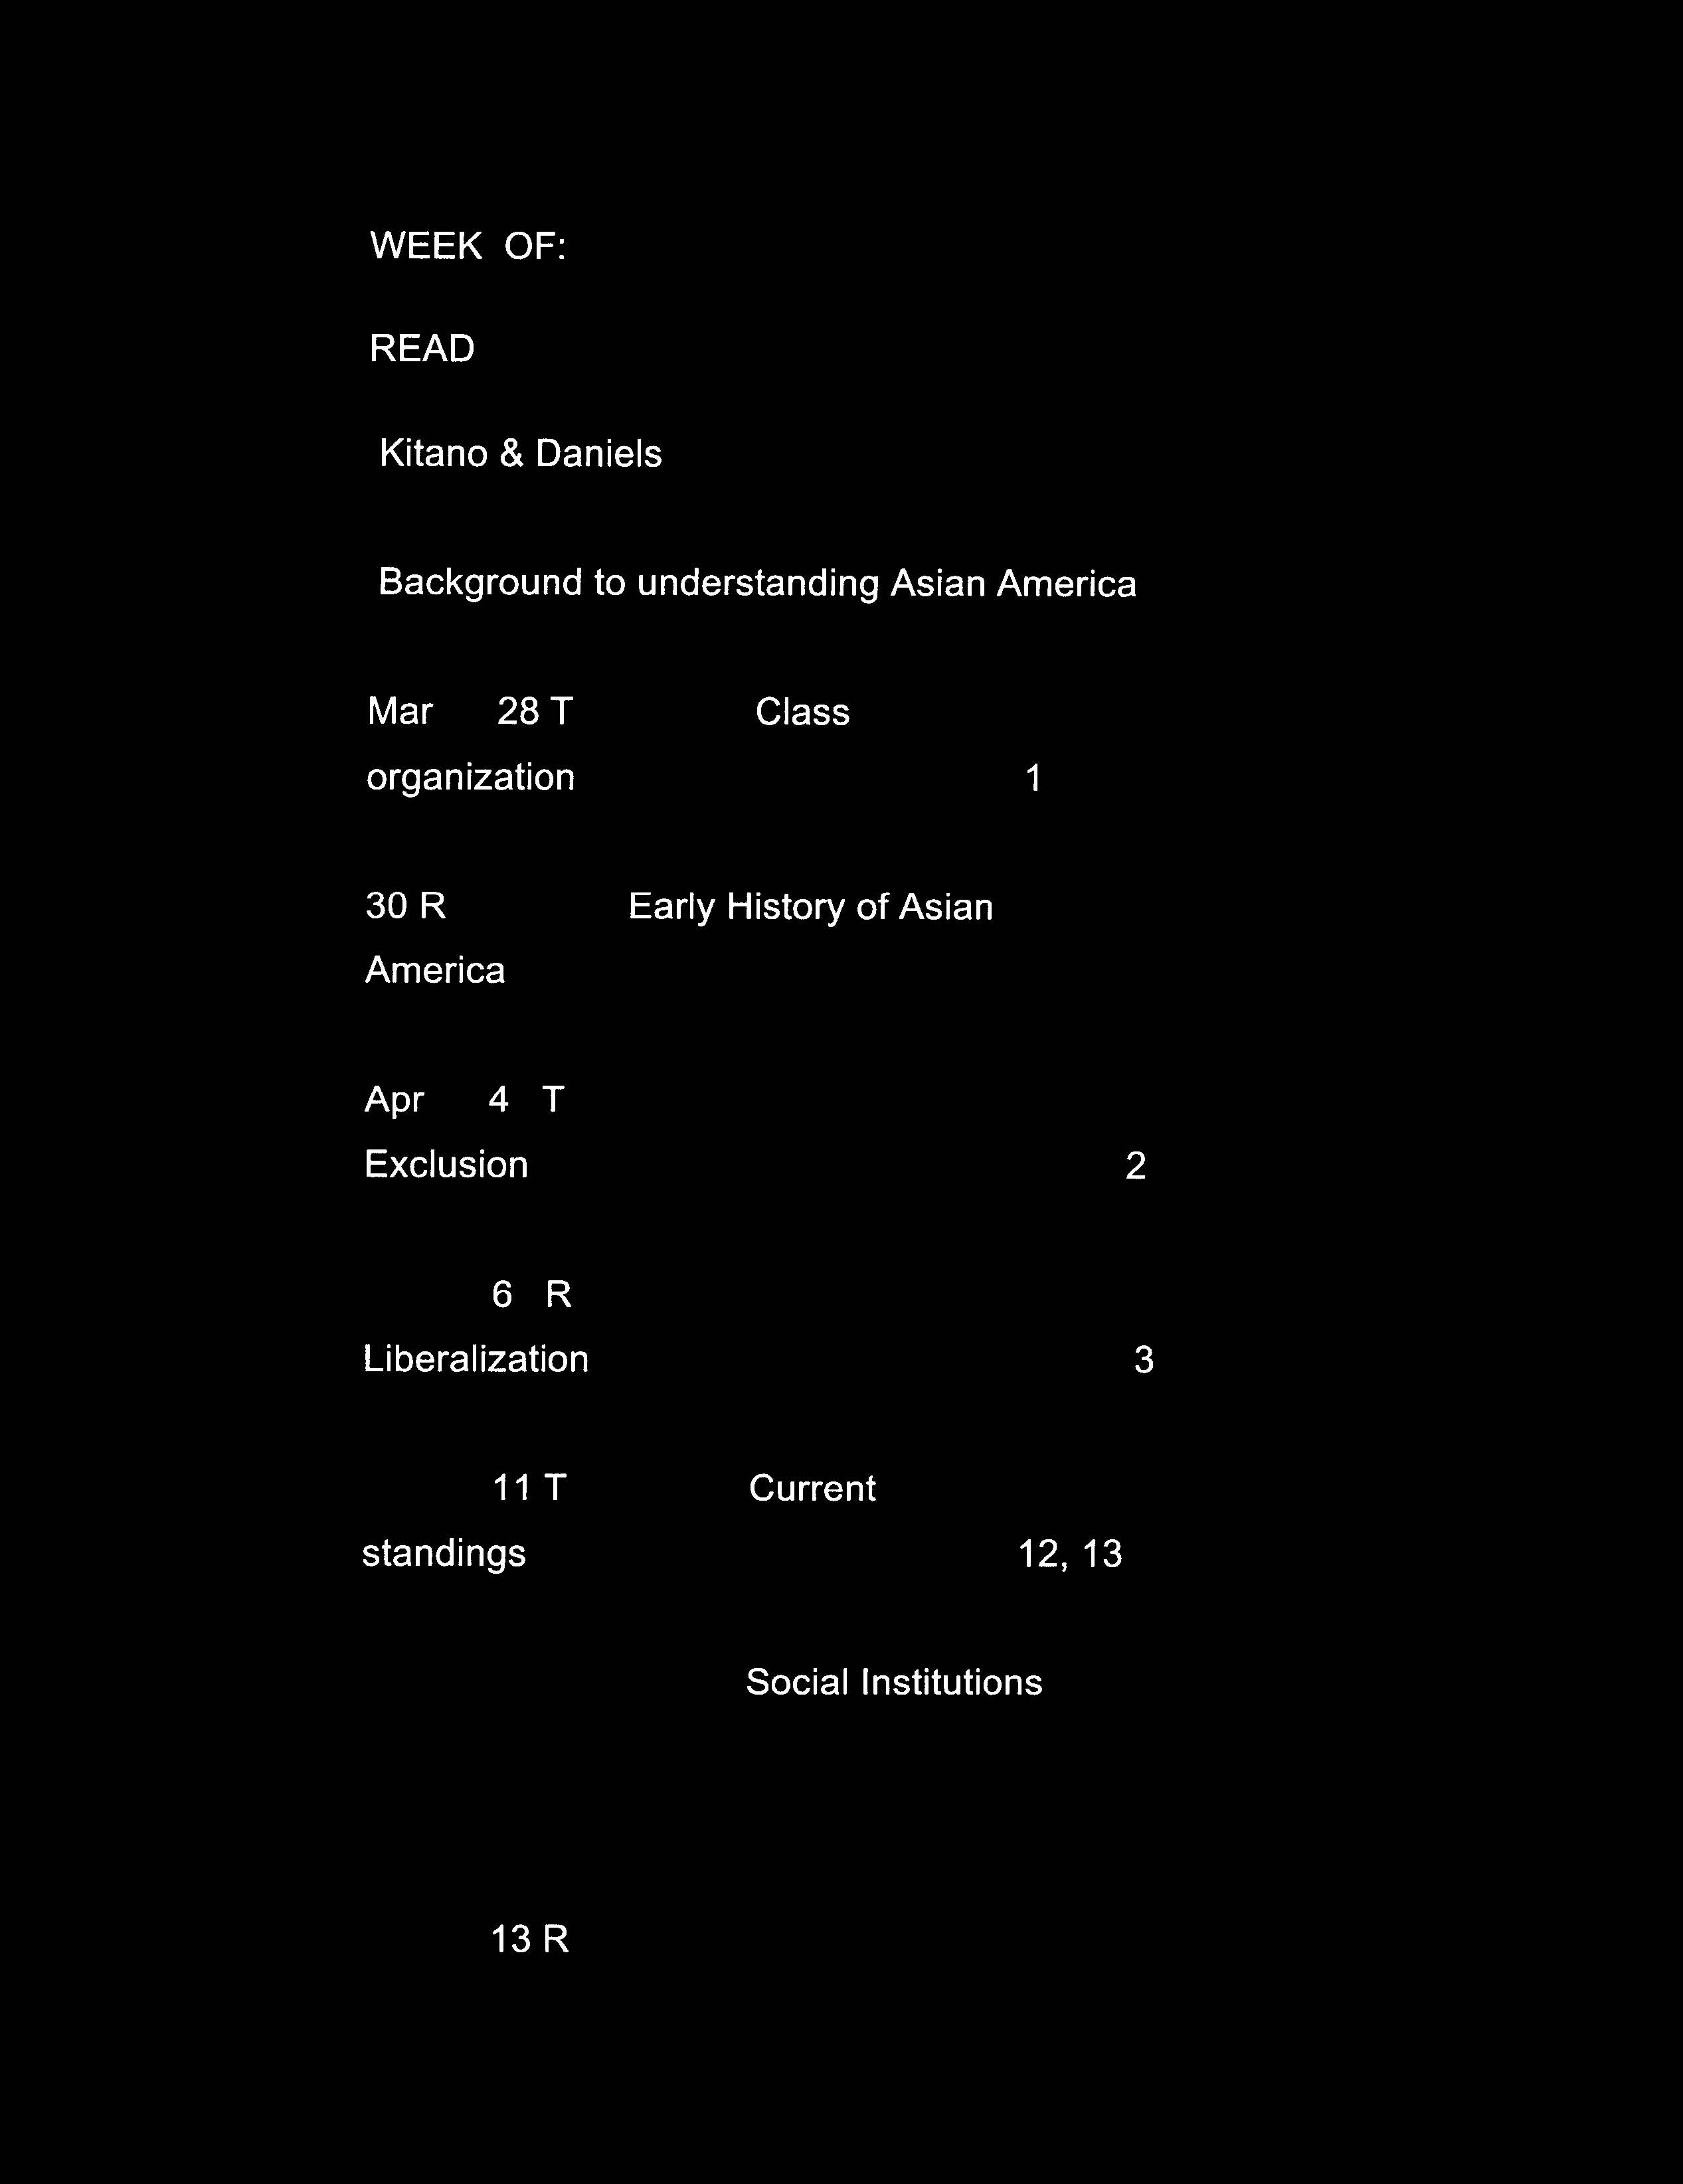 WEEK OF:
READ
Kitano & Daniels
Background to understanding Asian America
Mar 28 T Class
organization 1
30 R Early History of Asian
America
Apr 4 T
Exclusion 2
6 R
Liberalization 3
11 T Current
standings 12, 13
Social Institutions
13 R